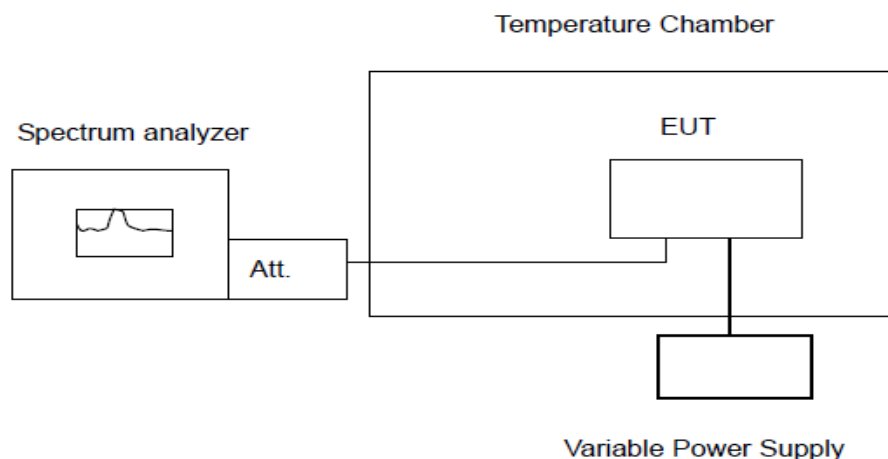 Temperature Chamber
Spectrum analyzer
EUT
Att.
Variable Power Supply